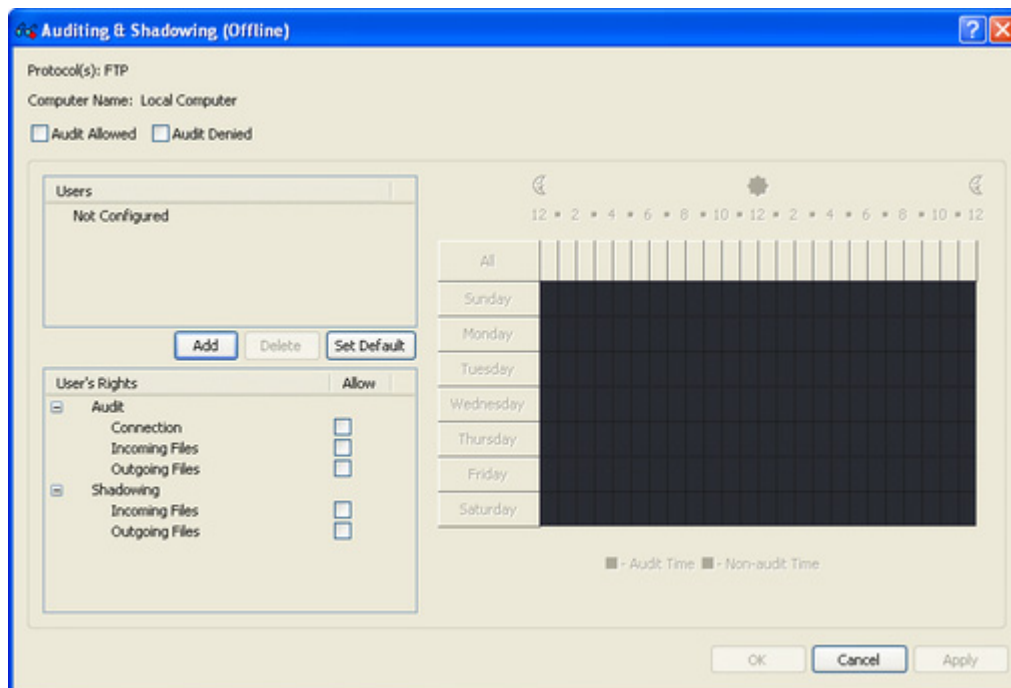 Auditing & Shadowing (Offline)
Protocol(s): FTP
Computer Name: Local Computer
Audit Allowed Audit Denied
Users
Not Configured
Add Delete Set Default
User's Rights Allow
Audit
Connection
Incoming Files
Outgoing Files
Shadowing
Incoming Files
Outgoing Files
12 • 2 • 4 • 6 • 8 • 10 • 12 • 2 • 4 • 6 • 8 • 10 • 12
All
Sunday
Monday
Tuesday
Wednesday
Thursday
Friday
Saturday
- Audit Time - Non-audit Time
OK Cancel Apply